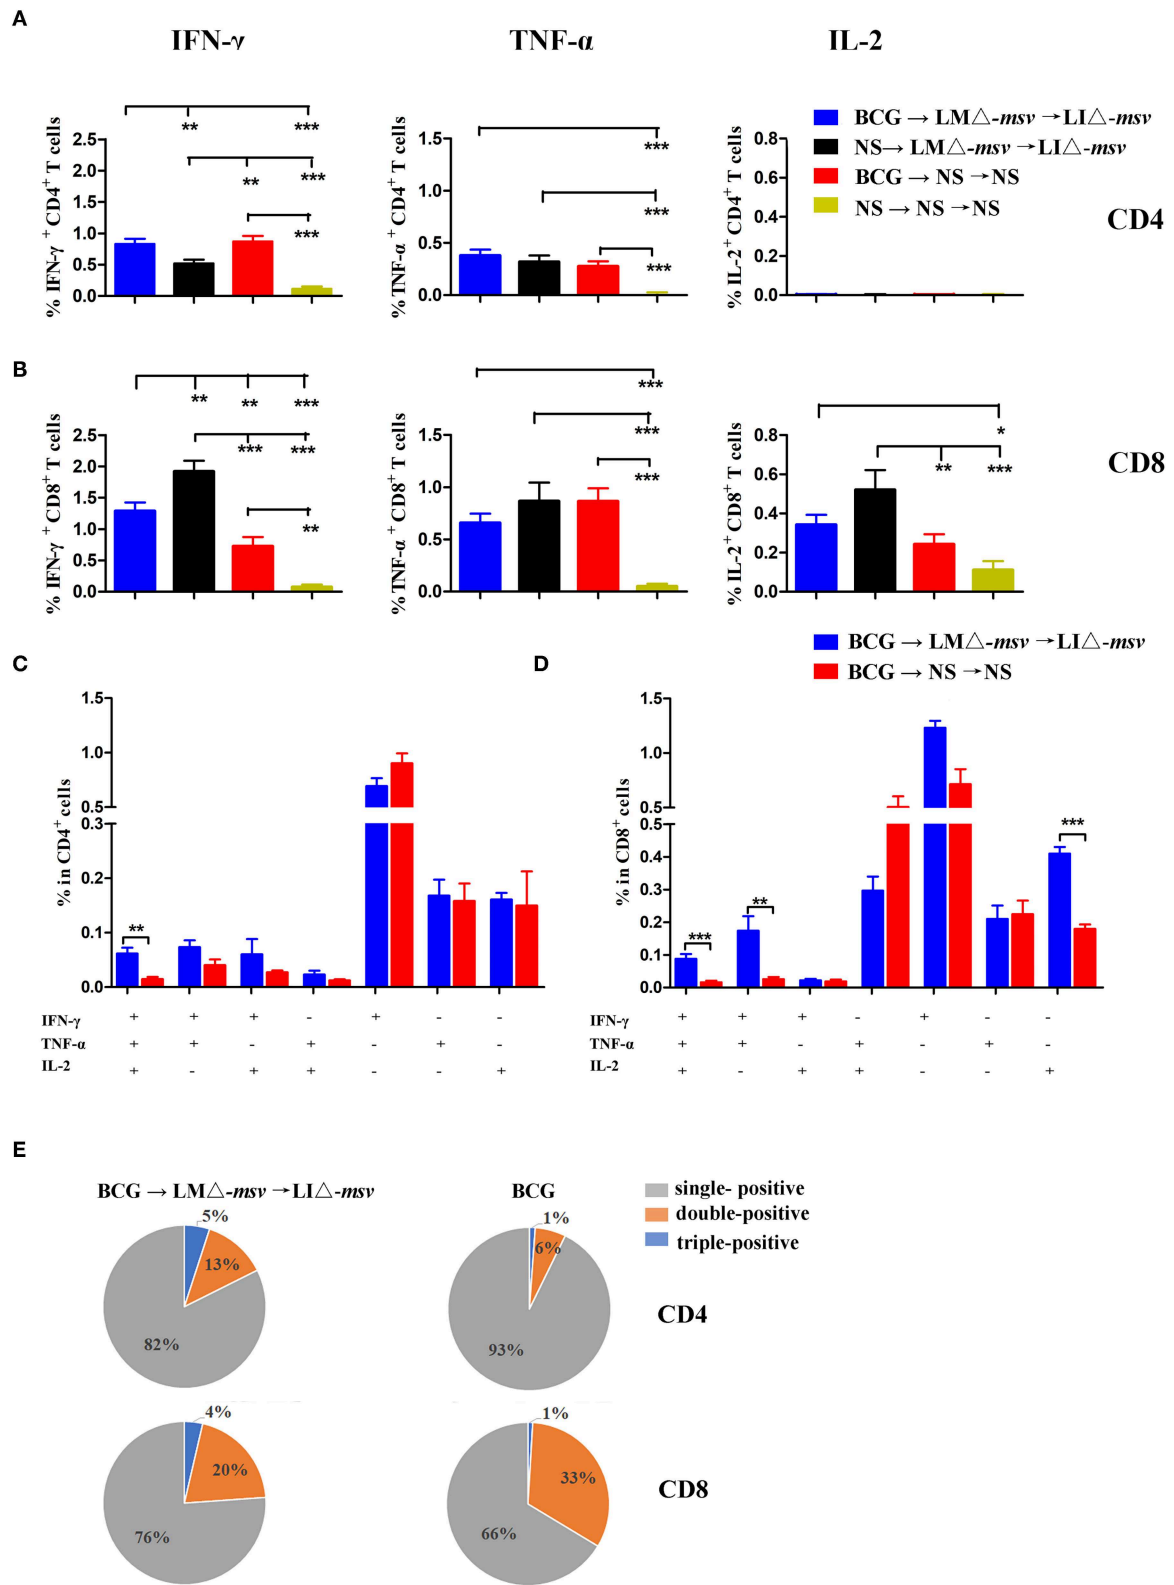 A
IFN-γ TNF-α IL-2
BCG → LM△-msv →LI△-msv
NS→ LM△-msv →LI△-msv
BCG → NS →NS
NS → NS →NS
CD4
% IFN-γ + CD4+ T cells
2.5
2.0
1.5
1.0
0.5
0.0
** ***
** ***
***
% TNF-α + CD4+ T cells
1.5
1.0
0.5
0.0
***
***
***
% IL-2+ CD4+ T cells
0.8
0.6
0.4
0.2
0.0
B
CD8
% IFN-γ + CD8+ T cells
2.5
2.0
1.5
1.0
0.5
0.0
** ** ***
*** ***
**
% TNF-α + CD8+ T cells
1.5
1.0
0.5
0.0
***
***
***
% IL-2+ CD8+ T cells
0.8
0.6
0.4
0.2
0.0
*
** ***
BCG → LM△-msv →LI△-msv
BCG → NS →NS
C
% in CD4+ cells
1.5
1.0
0.5
0.3
0.2
0.1
0.0
**
IFN-γ + + + - + - -
TNF-α + + - + - + -
IL-2 + - + + - - +
D
% in CD8+ cells
1.5
1.0
0.5
0.5
0.4
0.3
0.2
0.1
0.0
*** ** ***
IFN-γ + + + - + - -
TNF-α + + - + - + -
IL-2 + - + + - - +
E
BCG → LM△-msv →LI△-msv
BCG
single- positive
double-positive
triple-positive
5%
13%
82%
1%
6%
93%
CD4
4%
20%
76%
1%
33%
66%
CD8